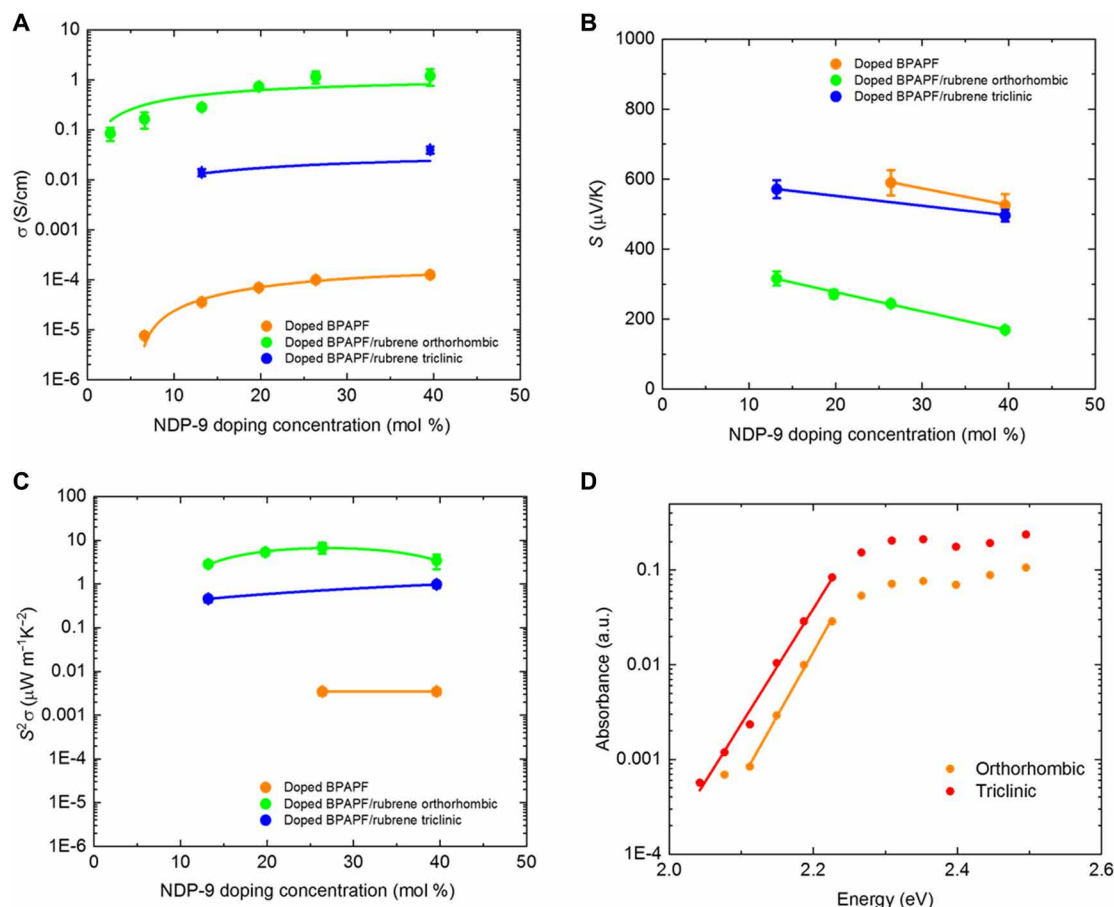 A
10
1
0.1
0.01
0.001
1E-4
1E-5
1E-6
σ (S/cm)
Doped BPAPF
Doped BPAPF/rubrene orthorhombic
Doped BPAPF/rubrene triclinic
0 10 20 30 40 50
NDP-9 doping concentration (mol %)
B
1000
800
600
400
200
0
S (μV/K)
Doped BPAPF
Doped BPAPF/rubrene orthorhombic
Doped BPAPF/rubrene triclinic
0 10 20 30 40 50
NDP-9 doping concentration (mol %)
C
100
10
1
0.1
0.01
0.001
1E-4
1E-5
1E-6
S²σ (μW m⁻¹K⁻²)
Doped BPAPF
Doped BPAPF/rubrene orthorhombic
Doped BPAPF/rubrene triclinic
0 10 20 30 40 50
NDP-9 doping concentration (mol %)
D
0.1
0.01
0.001
1E-4
Absorbance (a.u.)
Orthorhombic
Triclinic
2.0 2.2 2.4 2.6
Energy (eV)